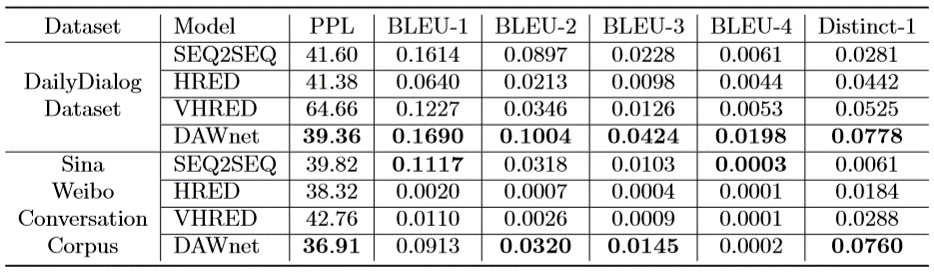 Dataset Model PPL BLEU-1 BLEU-2 BLEU-3 BLEU-4 Distinct-1
SEQ2SEQ 41.60 0.1614 0.0897 0.0228 0.0061 0.0281
DailyDialog HRED 41.38 0.0640 0.0213 0.0098 0.0044 0.0442
Dataset VHRED 64.66 0.1227 0.0346 0.0126 0.0053 0.0525
DAWnet 39.36 0.1690 0.1004 0.0424 0.0198 0.0778
Sina SEQ2SEQ 39.82 0.1117 0.0318 0.0103 0.0003 0.0061
Weibo HRED 38.32 0.0020 0.0007 0.0004 0.0001 0.0184
Conversation VHRED 42.76 0.0110 0.0026 0.0009 0.0001 0.0288
Corpus DAWnet 36.91 0.0913 0.0320 0.0145 0.0002 0.0760